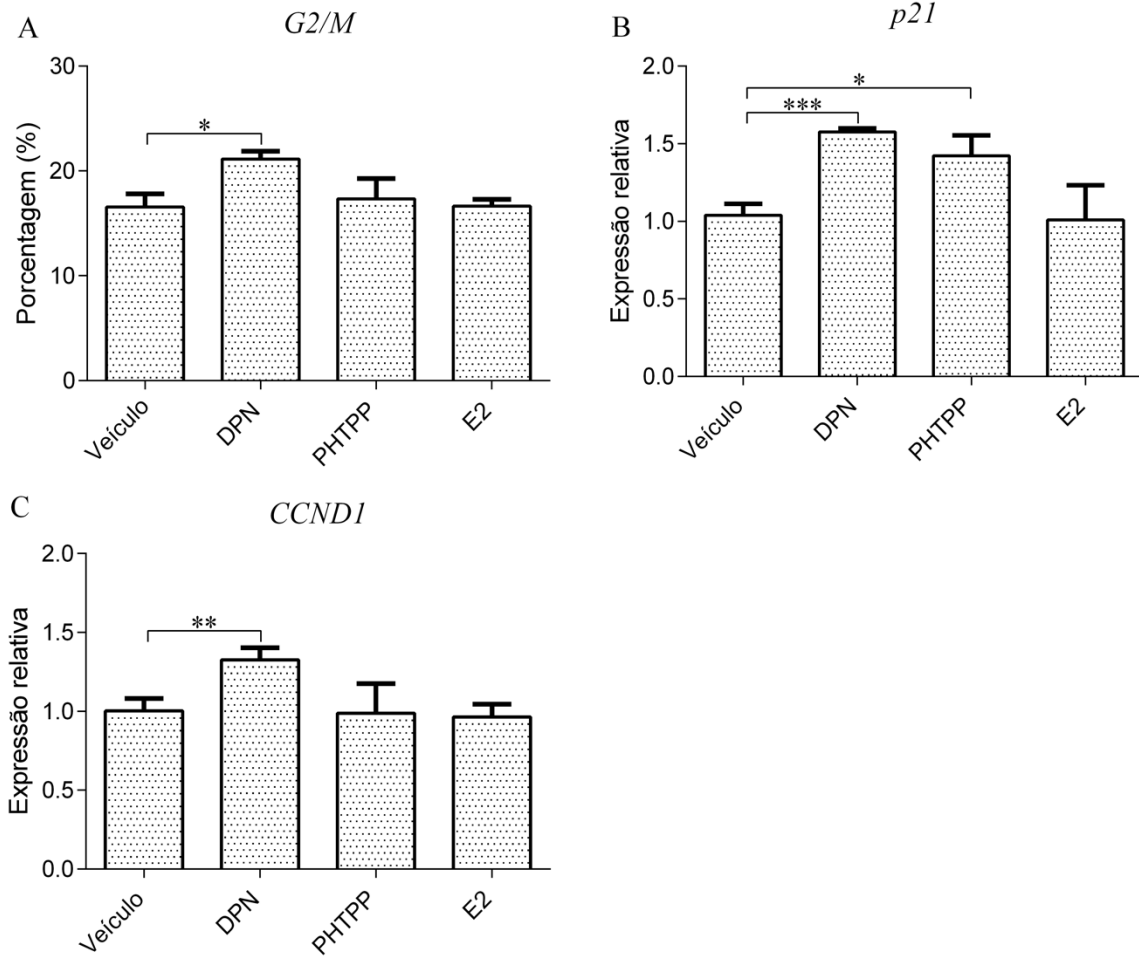 A
G2/M
Porcentagem (%)
30
20
10
0
*
Veículo
DPN
PHTPP
E2
B
p21
Expressão relativa
2.0
1.5
1.0
0.5
0.0
*
***
Veículo
DPN
PHTPP
E2
C
CCND1
Expressão relativa
2.0
1.5
1.0
0.5
0.0
**
Veículo
DPN
PHTPP
E2